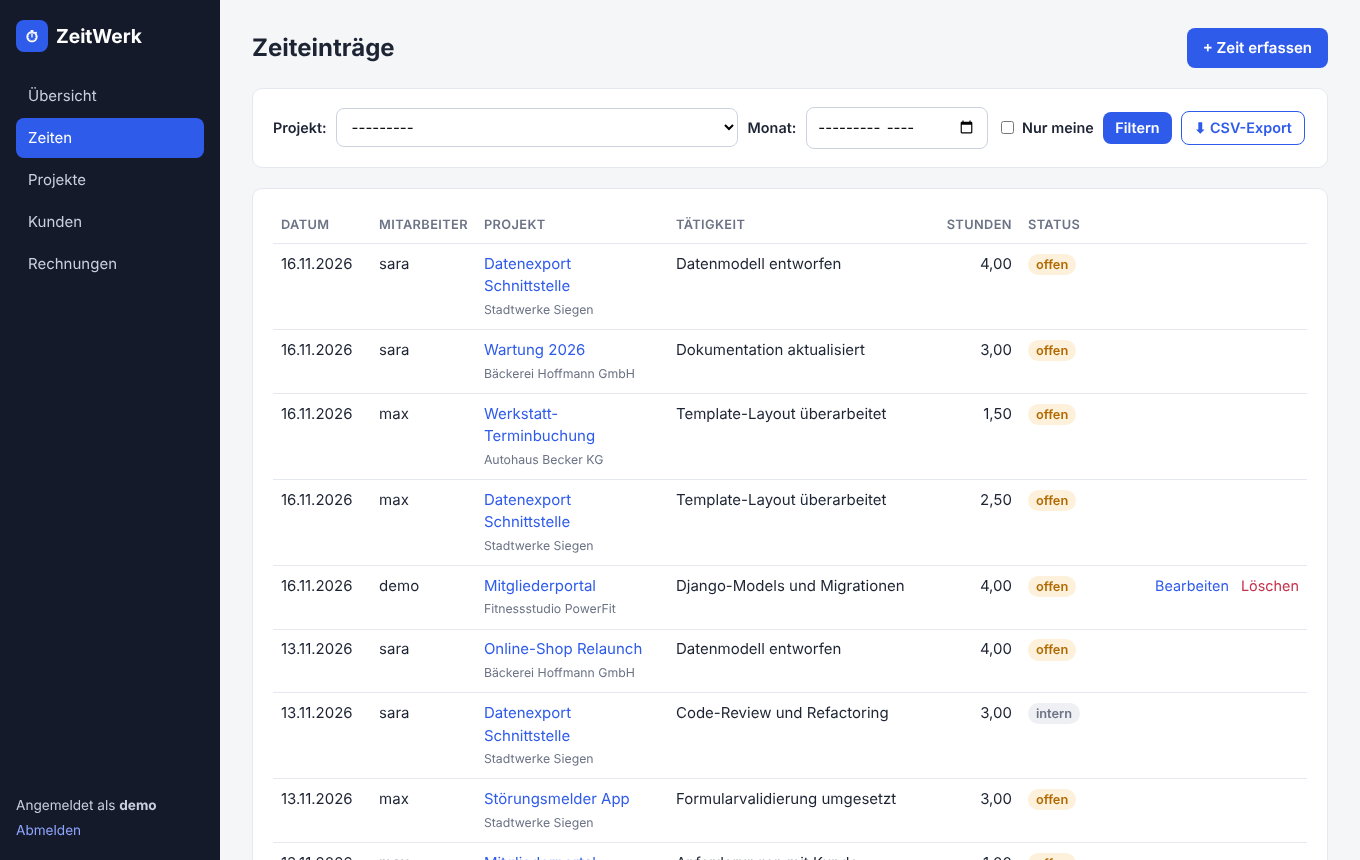 ZeitWerk
Übersicht
Zeiten
Projekte
Kunden
Rechnungen
Angemeldet als demo
Abmelden
Zeiteinträge
+ Zeit erfassen
Projekt: --------- Monat: --------- ---- Nur meine Filtern ⬇ CSV-Export
DATUM MITARBEITER PROJEKT TÄTIGKEIT STUNDEN STATUS
16.11.2026 sara Datenexport Datenmodell entworfen 4,00 offen
Schnittstelle
Stadtwerke Siegen
16.11.2026 sara Wartung 2026 Dokumentation aktualisiert 3,00 offen
Bäckerei Hoffmann GmbH
16.11.2026 max Werkstatt- Template-Layout überarbeitet 1,50 offen
Terminbuchung
Autohaus Becker KG
16.11.2026 max Datenexport Template-Layout überarbeitet 2,50 offen
Schnittstelle
Stadtwerke Siegen
16.11.2026 demo Mitgliederportal Django-Models und Migrationen 4,00 offen Bearbeiten Löschen
Fitnessstudio PowerFit
13.11.2026 sara Online-Shop Relaunch Datenmodell entworfen 4,00 offen
Bäckerei Hoffmann GmbH
13.11.2026 sara Datenexport Code-Review und Refactoring 3,00 intern
Schnittstelle
Stadtwerke Siegen
13.11.2026 max Störungsmelder App Formularvalidierung umgesetzt 3,00 offen
Stadtwerke Siegen